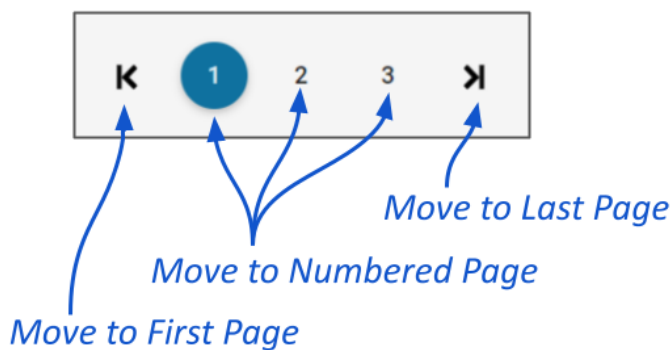 1 2 3
Move to Last Page
Move to Numbered Page
Move to First Page